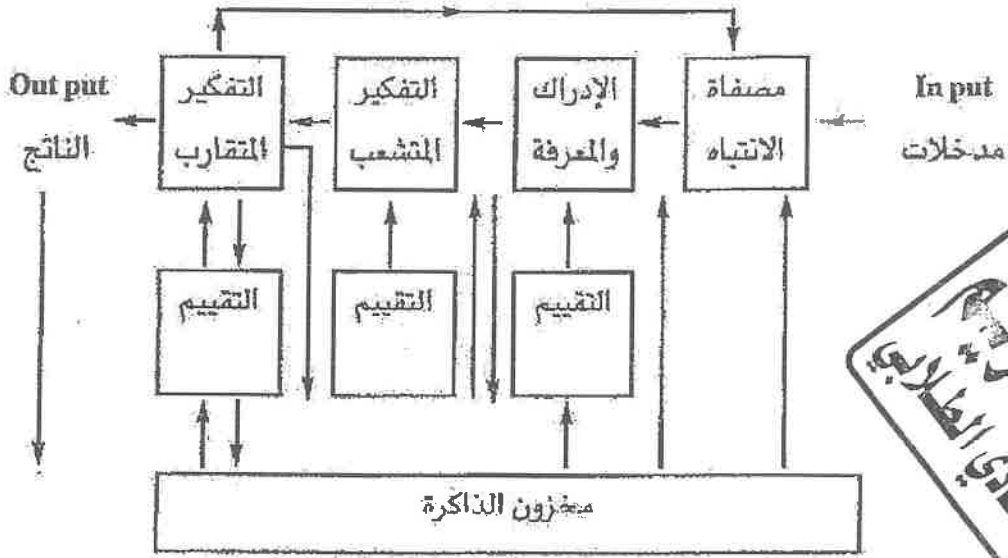 In put
مدخلات
مصفاة
الانتباه
الإدراك
والمعرفة
التفكير
المتشعب
التفكير
المتقارب
Out put
الناتج
التقييم
التقييم
التقييم
مخزون الذاكرة
الطلابي